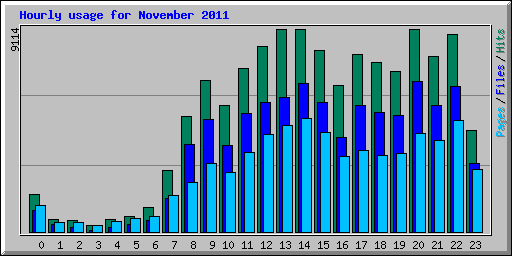 Hourly usage for November 2011
9114
Pages / Files / Hits
0 1 2 3 4 5 6 7 8 9 10 11 12 13 14 15 16 17 18 19 20 21 22 23